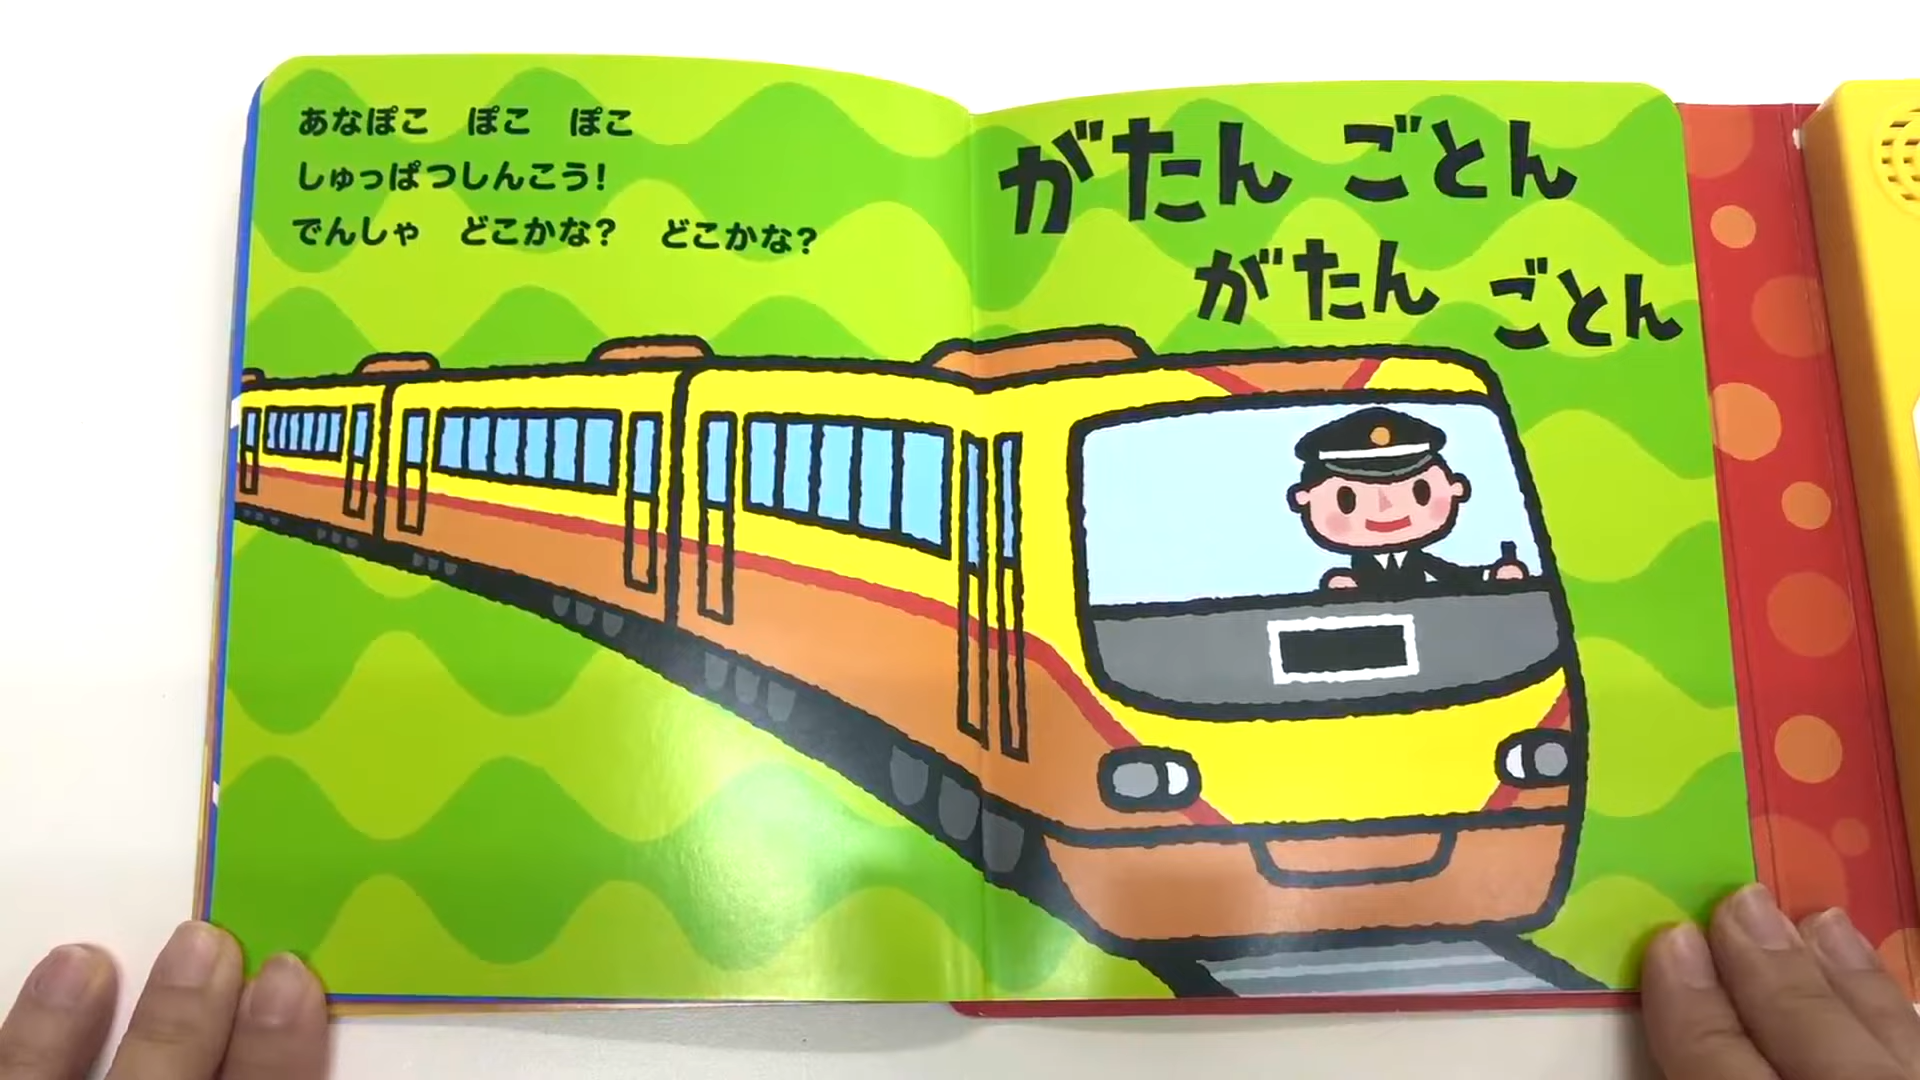 あなぽこ　ぽこ　ぽこ
しゅっぱつしんこう!
でんしゃ　どこかな?　どこかな?
がたん ごとん
がたん ごとん